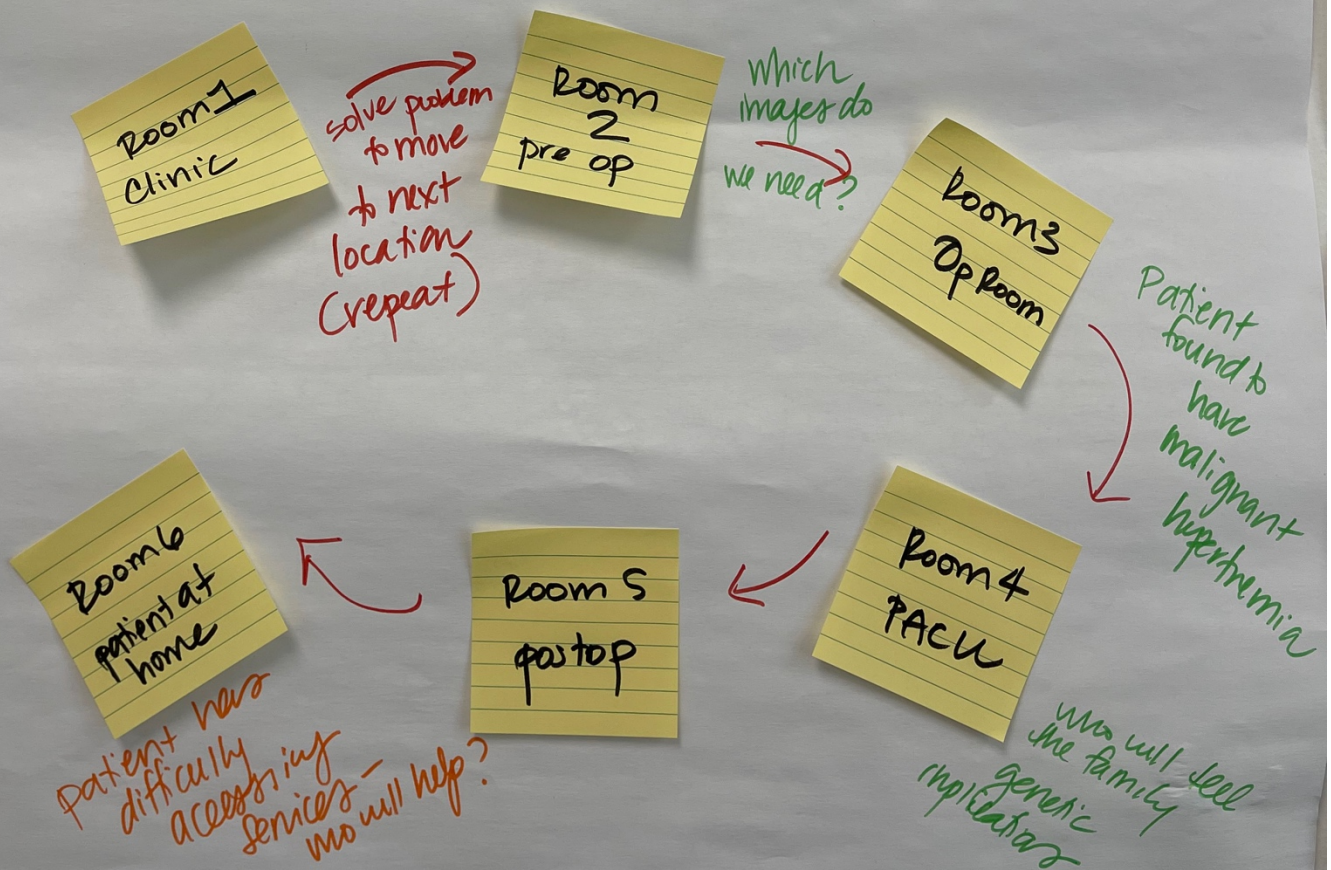 Room 1
Clinic
solve problem
to move
to next
location
(repeat)
Room
2
pre op
which
images do
we need?
Room 3
Op Room
Patient
found to
have
malignant
hyperthemia
Room 4
PACU
who will tell
the family
genetic
implications
Room 5
postop
Room 6
patient at
home
patient has
difficulty
acessing
services -
who will help?